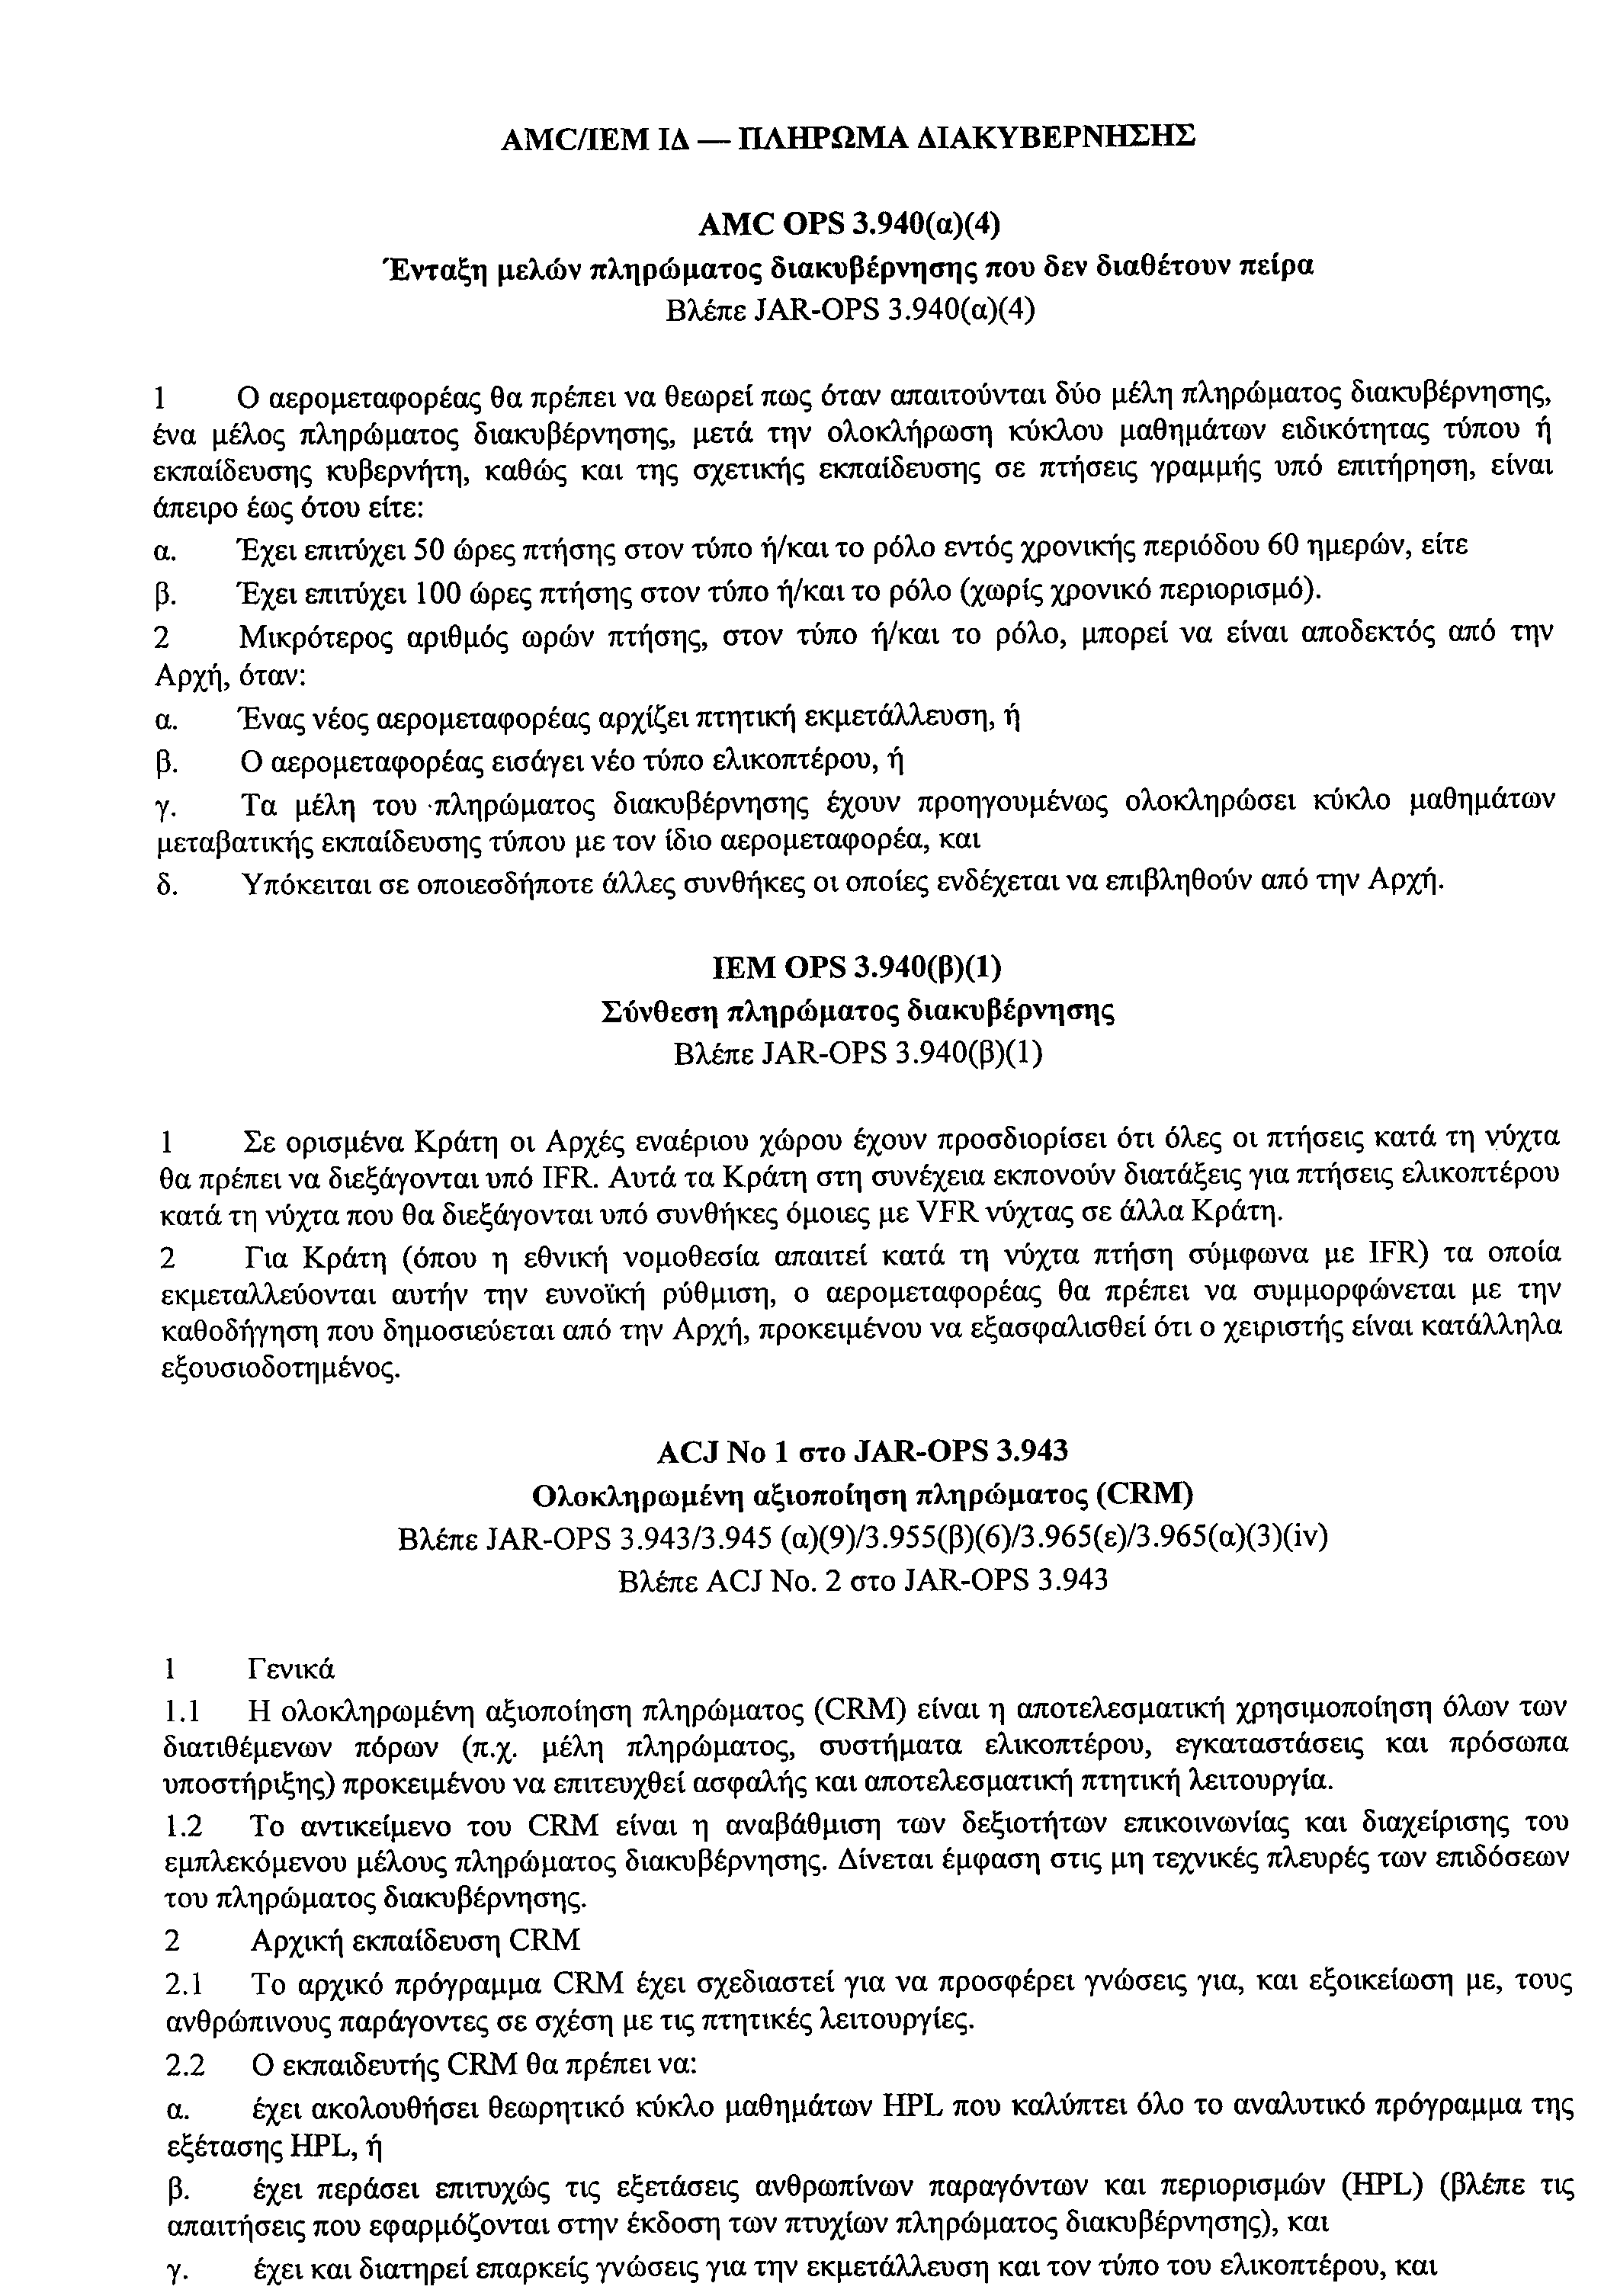 AMC/IEM ΙΔ — ΠΛΗΡΩΜΑ ΔΙΑΚΥΒΕΡΝΗΣΗΣ
AMC OPS 3.940(α)(4)
Ένταξη μελών πληρώματος διακυβέρνησης που δεν διαθέτουν πείρα
Βλέπε JAR-OPS 3.940(α)(4)
1 Ο αερομεταφορέας θα πρέπει να θεωρεί πως όταν απαιτούνται δύο μέλη πληρώματος διακυβέρνησης,
ένα μέλος πληρώματος διακυβέρνησης, μετά την ολοκλήρωση κύκλου μαθημάτων ειδικότητας τύπου ή
εκπαίδευσης κυβερνήτη, καθώς και της σχετικής εκπαίδευσης σε πτήσεις γραμμής υπό επιτήρηση, είναι
άπειρο έως ότου είτε:
α. Έχει επιτύχει 50 ώρες πτήσης στον τύπο ή/και το ρόλο εντός χρονικής περιόδου 60 ημερών, είτε
β. Έχει επιτύχει 100 ώρες πτήσης στον τύπο ή/και το ρόλο (χωρίς χρονικό περιορισμό).
2 Μικρότερος αριθμός ωρών πτήσης, στον τύπο ή/και το ρόλο, μπορεί να είναι αποδεκτός από την
Αρχή, όταν:
α. Ένας νέος αερομεταφορέας αρχίζει πτητική εκμετάλλευση, ή
β. Ο αερομεταφορέας εισάγει νέο τύπο ελικοπτέρου, ή
γ. Τα μέλη του πληρώματος διακυβέρνησης έχουν προηγουμένως ολοκληρώσει κύκλο μαθημάτων
μεταβατικής εκπαίδευσης τύπου με τον ίδιο αερομεταφορέα, και
δ. Υπόκειται σε οποιεσδήποτε άλλες συνθήκες οι οποίες ενδέχεται να επιβληθούν από την Αρχή.
IEM OPS 3.940(β)(1)
Σύνθεση πληρώματος διακυβέρνησης
Βλέπε JAR-OPS 3.940(β)(1)
1 Σε ορισμένα Κράτη οι Αρχές εναέριου χώρου έχουν προσδιορίσει ότι όλες οι πτήσεις κατά τη νύχτα
θα πρέπει να διεξάγονται υπό IFR. Αυτά τα Κράτη στη συνέχεια εκπονούν διατάξεις για πτήσεις ελικοπτέρου
κατά τη νύχτα που θα διεξάγονται υπό συνθήκες όμοιες με VFR νύχτας σε άλλα Κράτη.
2 Για Κράτη (όπου η εθνική νομοθεσία απαιτεί κατά τη νύχτα πτήση σύμφωνα με IFR) τα οποία
εκμεταλλεύονται αυτήν την ευνοϊκή ρύθμιση, ο αερομεταφορέας θα πρέπει να συμμορφώνεται με την
καθοδήγηση που δημοσιεύεται από την Αρχή, προκειμένου να εξασφαλισθεί ότι ο χειριστής είναι κατάλληλα
εξουσιοδοτημένος.
ACJ No 1 στο JAR-OPS 3.943
Ολοκληρωμένη αξιοποίηση πληρώματος (CRM)
Βλέπε JAR-OPS 3.943/3.945 (α)(9)/3.955(β)(6)/3.965(ε)/3.965(α)(3)(iv)
Βλέπε ACJ No. 2 στο JAR-OPS 3.943
1 Γενικά
1.1 Η ολοκληρωμένη αξιοποίηση πληρώματος (CRM) είναι η αποτελεσματική χρησιμοποίηση όλων των
διατιθέμενων πόρων (π.χ. μέλη πληρώματος, συστήματα ελικοπτέρου, εγκαταστάσεις και πρόσωπα
υποστήριξης) προκειμένου να επιτευχθεί ασφαλής και αποτελεσματική πτητική λειτουργία.
1.2 Το αντικείμενο του CRM είναι η αναβάθμιση των δεξιοτήτων επικοινωνίας και διαχείρισης του
εμπλεκόμενου μέλους πληρώματος διακυβέρνησης. Δίνεται έμφαση στις μη τεχνικές πλευρές των επιδόσεων
του πληρώματος διακυβέρνησης.
2 Αρχική εκπαίδευση CRM
2.1 Το αρχικό πρόγραμμα CRM έχει σχεδιαστεί για να προσφέρει γνώσεις για, και εξοικείωση με, τους
ανθρώπινους παράγοντες σε σχέση με τις πτητικές λειτουργίες.
2.2 Ο εκπαιδευτής CRM θα πρέπει να:
α. έχει ακολουθήσει θεωρητικό κύκλο μαθημάτων HPL που καλύπτει όλο το αναλυτικό πρόγραμμα της
εξέτασης HPL, ή
β. έχει περάσει επιτυχώς τις εξετάσεις ανθρωπίνων παραγόντων και περιορισμών (HPL) (βλέπε τις
απαιτήσεις που εφαρμόζονται στην έκδοση των πτυχίων πληρώματος διακυβέρνησης), και
γ. έχει και διατηρεί επαρκείς γνώσεις για την εκμετάλλευση και τον τύπο του ελικοπτέρου, και